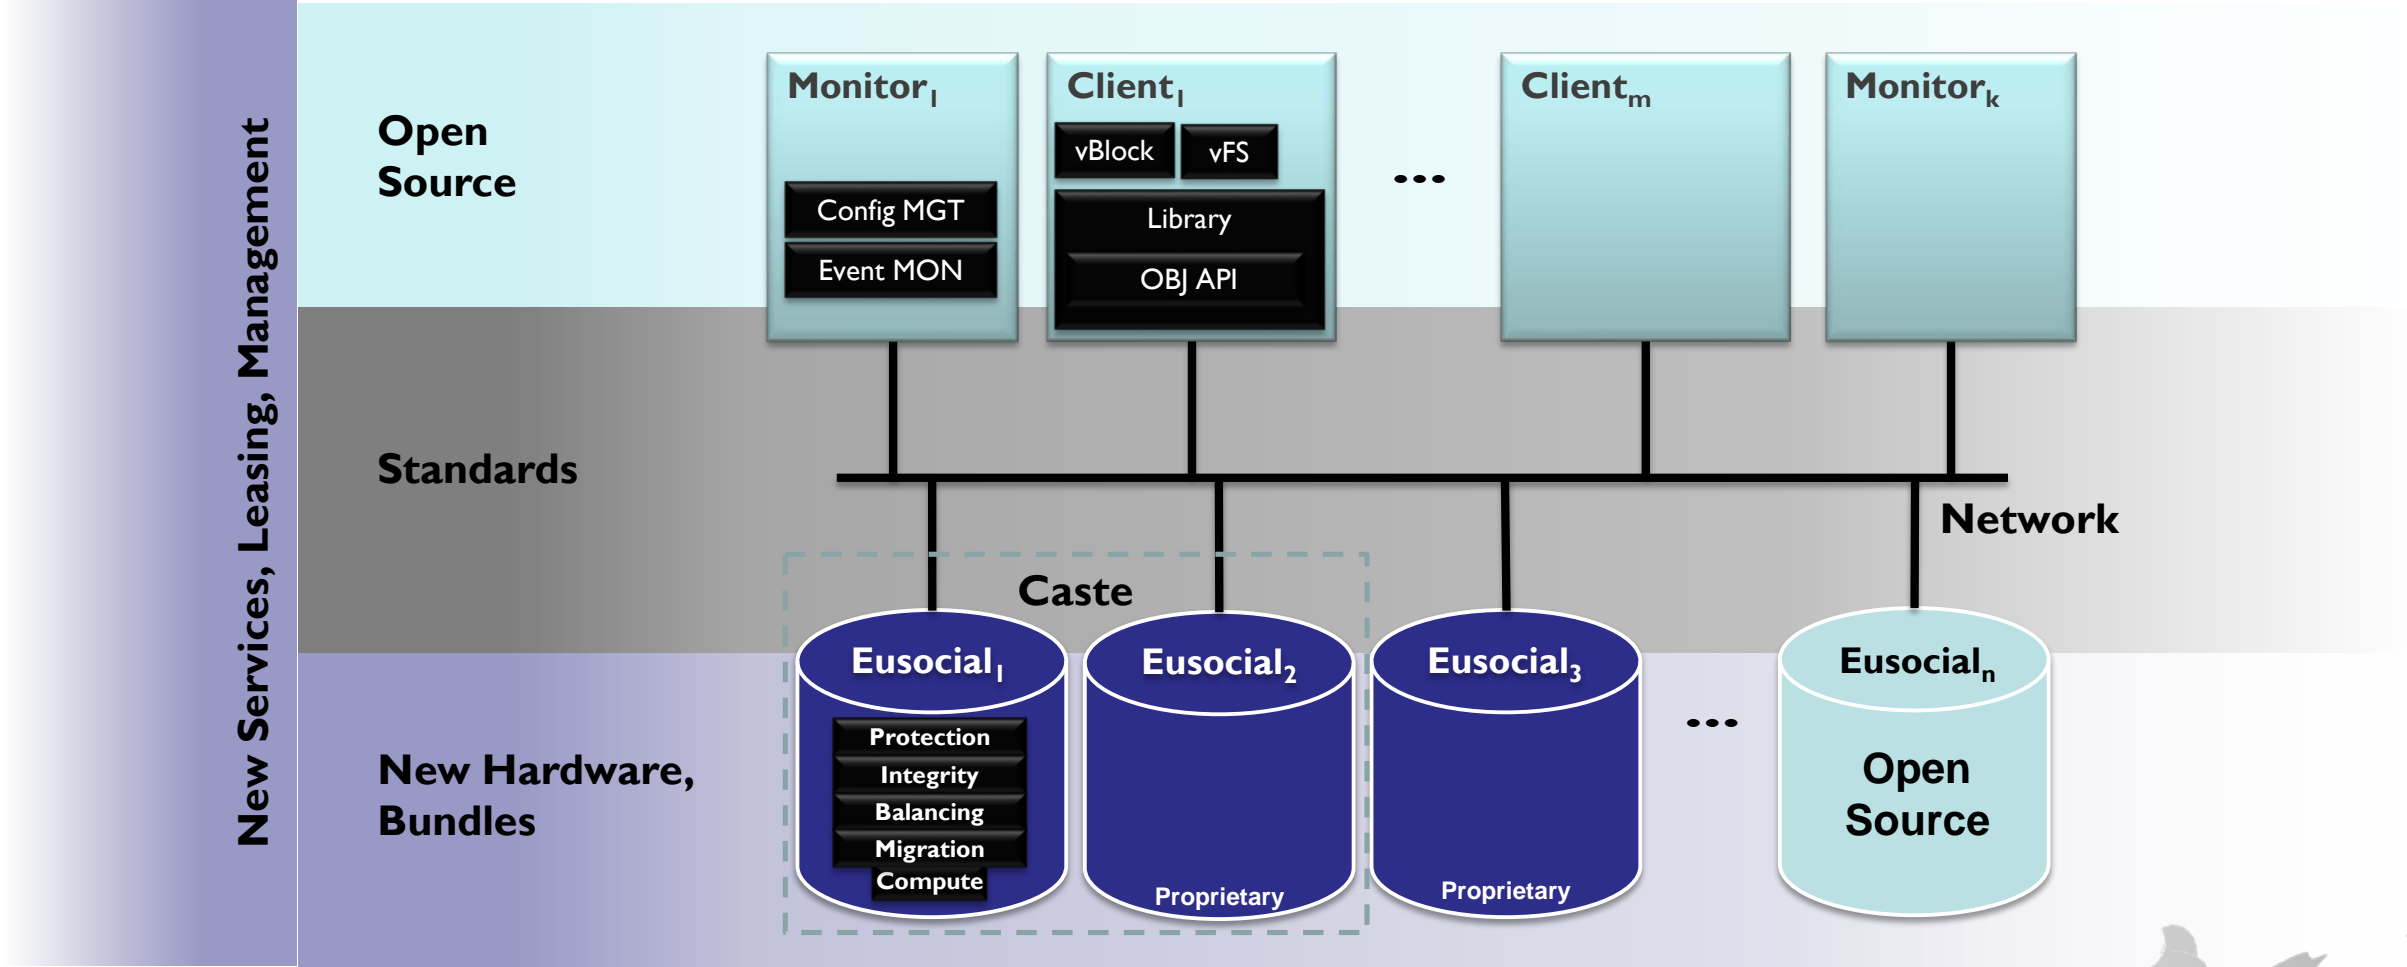 New Services, Leasing, Management
Open
Source
Monitor₁
Config MGT
Event MON
Client₁
vBlock
vFS
Library
OBJ API
...
Clientₘ
Monitorₖ
Standards
Network
Caste
New Hardware,
Bundles
Eusocial₁
Protection
Integrity
Balancing
Migration
Compute
Eusocial₂
Proprietary
Eusocial₃
Proprietary
...
Eusocialₙ
Open
Source